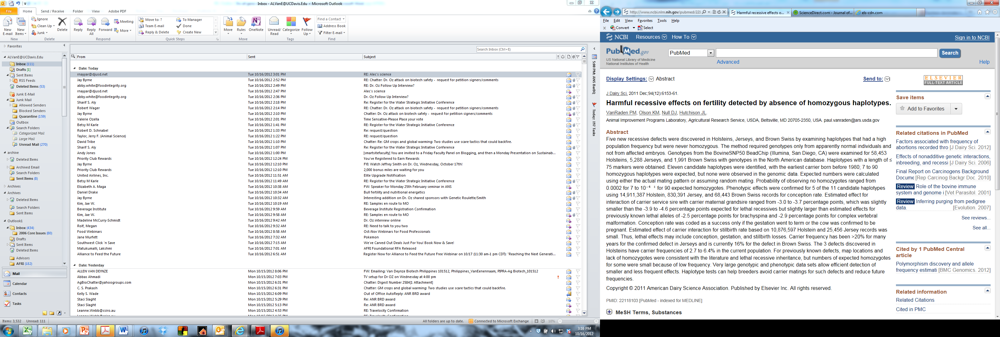 Inbox - ALVanE@UCDavis.Edu - Microsoft Outlook
File Home Send / Receive Folder View Adobe PDF
New E-mail
New Items
New
Ignore
Clean Up
Junk
Delete
Delete
Reply
Reply All
Forward
Meeting
More
Respond
Move to: ?
Team E-mail
Reply & Delete
To Manager
Done
Create New
Quick Steps
Move
Rules
OneNote
Move
Unread/ Read
Categorize
Follow Up
Tags
Find a Contact
Address Book
Filter E-mail
Find
Favorites
ALVanE@UCDavis.Edu
Inbox (111)
Drafts [1]
Sent Items
RSS Feeds
Deleted Items (53)
Junk E-Mail
Junk Mail
Allowed Senders
Blocked Senders
Quarantine (159)
Outbox
Search Folders
Categorized Mail
Large Mail
Unread Mail (270)
archive
Deleted Items
Archived Email
Search Folders
Sent Items (8)
Archives
Archives
Deleted Items
Search Folders
Sent Items
Outlook1
Inbox (434)
2006 Core Issues (80)
Drafts
Sent Items
Deleted Items
Advisors
AFRI (182)
Mail
Calendar
Contacts
Tasks
Search Inbox (Ctrl+E)
From Sent Subject
Date: Today
rnayyar@djusd.net Tue 10/16/2012 3:01 PM RE: Alec's science
Jay Byrne Tue 10/16/2012 2:52 PM RE: Chatter: Dr. Oz attack on biotech safety - request for petition signers/comments
abby.white@foodintegrity.org Tue 10/16/2012 2:49 PM RE: Dr. Oz Follow Up Interview?
rnayyar@djusd.net Tue 10/16/2012 2:47 PM Alec's science
abby.white@foodintegrity.org Tue 10/16/2012 2:36 PM Dr. Oz Follow Up Interview?
Sharif S. Aly Tue 10/16/2012 2:18 PM Re: Register for the Water Strategic Initiative Conference
Robert Wager Tue 10/16/2012 2:14 PM RE: Chatter: Dr. Oz attack on biotech safety - request for petition signers/comments
Jay Byrne Tue 10/16/2012 2:10 PM Chatter: Dr. Oz attack on biotech safety - request for petition signers/comments
Valerie Ozella Tue 10/16/2012 2:01 PM Time Sensative-Please Place your vote
Betsy M Karle Tue 10/16/2012 1:41 PM RE: Register for the Water Strategic Initiative Conference
Robert D. Schnabel Tue 10/16/2012 1:33 PM Re: request/question
Taylor, Jerry F. (Animal Science) Tue 10/16/2012 1:22 PM RE: request/question
David Tribe Tue 10/16/2012 1:10 PM Chatter: Re: GM crops and global warming: Two studies use scare tactics that could backfire.
Sharif S. Aly Tue 10/16/2012 1:07 PM Re: Register for the Water Strategic Initiative Conference
Andy Jones Tue 10/16/2012 1:00 PM [smartsitefaculty] You are invited to a Friday Faculty Panel on Blogging, and then a Monday Presentation on Sustainab...
Priority Club Rewards Tue 10/16/2012 12:24 PM You've Registered to Earn Rewards
Jay Byrne Tue 10/16/2012 12:10 PM FYI: Watch Jeffrey Smith on Dr. Oz, Wednesday, October 17th!
Priority Club Rewards Tue 10/16/2012 12:10 PM 2,000 bonus miles are waiting for you
United Airlines, Inc. Tue 10/16/2012 11:51 AM Elite Upgrade Notification
Betsy M Karle Tue 10/16/2012 11:49 AM RE: Register for the Water Strategic Initiative Conference
Elizabeth A. Maga Tue 10/16/2012 10:38 AM FW: Speaker for Monday 25th February seminar in ANS
Daniel Drake Tue 10/16/2012 10:34 AM Bull fertility and nutritional energetics
Jay Byrne Tue 10/16/2012 10:32 AM Interesting addition on Dr. Oz shared sponsors with Genetic Roulette/Smith
Kim, Jae W. Tue 10/16/2012 10:19 AM RE: Samples en route to MO
Beverage Institute Tue 10/16/2012 9:59 AM Beverage Institute Registration Confirmation
Kim, Jae W. Tue 10/16/2012 9:58 AM RE: Samples en route to MO
Madeline McCurry-Schmidt Tue 10/16/2012 9:42 AM Dr. Oz interview online
Rolf, Megan Tue 10/16/2012 9:32 AM RE: Need to talk to you two
Food Webinars Tue 10/16/2012 8:58 AM Oct-Nov Webinars for Food Professionals
Jane Murfett Tue 10/16/2012 7:32 AM Pokemon
Southwest Click 'n Save Tue 10/16/2012 7:15 AM We've Carved Out Deals Just For You! Book Now & Save!
Matukumalli, Lakshmi Tue 10/16/2012 7:01 AM AFRI Foundational RFA Released
Alliance to Feed the Future Tue 10/16/2012 6:51 AM Register Now for Alliance to Feed the Future Free Webinar on 10/17 (11:30 am-1 pm CDT): "Reaching the Next Generati...
Date: Yesterday
ALLEN VAN DEYNZE Mon 10/15/2012 8:06 PM FW: Emailing: Van Deynze Biotech Philippines 101512, Philippines_VanEenennaam, PIPRA-Ag Biotech_101512
Abbas Ahmadi Mon 10/15/2012 7:03 PM TV setup for Dr OZ on Wednesday at 4:00 pm
AgBioChatter@yahoogroups.com Mon 10/15/2012 6:31 PM Chatter: Digest Number 2584[1 Attachment]
C. S. Prakash Mon 10/15/2012 6:31 PM Chatter: GM crops and global warming: Two studies use scare tactics that could backfire.
Kelly S. Wade Mon 10/15/2012 6:09 PM Out of Office AutoReply: ANR BRD award
Staci Slaght Mon 10/15/2012 5:29 PM Re: ANR BRD award
Staci Slaght Mon 10/15/2012 5:13 PM Re: ANR BRD award
Leanne.Webb@csiro.au Mon 10/15/2012 4:53 PM RE: Travelocity Confirmation
5:00 PM: ANS BarBQ
Today: 197 Tasks
Items: 3,532 Unread: 111
All folders are up to date. Connected to Microsoft Exchange 10%
3:16 PM
10/16/2012
http://www.ncbi.nlm.nih.gov/pubmed/221
Harmful recessive effects o... ScienceDirect.com - Journal of... els-cdn.com
File Edit View Favorites Tools Help
Convert Select
NCBI Resources How To Sign in to NCBI
PubMed.gov
US National Library of Medicine
National Institutes of Health
PubMed Search
Advanced
Help
Display Settings: Abstract
Send to:
ELSEVIER
FULL-TEXT ARTICLE
J Dairy Sci. 2011 Dec;94(12):6153-61.
Harmful recessive effects on fertility detected by absence of homozygous haplotypes.
VanRaden PM, Olson KM, Null DJ, Hutchison JL.
Animal Improvement Programs Laboratory, Agricultural Research Service, USDA, Beltsville, MD 20705-2350, USA. paul.vanraden@ars.usda.gov
Abstract
Five new recessive defects were discovered in Holsteins, Jerseys, and Brown Swiss by examining haplotypes that had a high
population frequency but were never homozygous. The method required genotypes only from apparently normal individuals and
not from affected embryos. Genotypes from the BovineSNP50 BeadChip (Illumina, San Diego, CA) were examined for 58,453
Holsteins, 5,288 Jerseys, and 1,991 Brown Swiss with genotypes in the North American database. Haplotypes with a length of ≤
75 markers were obtained. Eleven candidate haplotypes were identified, with the earliest carrier born before 1980; 7 to 90
homozygous haplotypes were expected, but none were observed in the genomic data. Expected numbers were calculated
using either the actual mating pattern or assuming random mating. Probability of observing no homozygotes ranged from
0.0002 for 7 to 10⁻⁴ for 90 expected homozygotes. Phenotypic effects were confirmed for 5 of the 11 candidate haplotypes
using 14,911,387 Holstein, 830,391 Jersey, and 68,443 Brown Swiss records for conception rate. Estimated effect for
interaction of carrier service sire with carrier maternal grandsire ranged from -3.0 to -3.7 percentage points, which was slightly
smaller than the -3.9 to -4.6 percentage points expected for lethal recessives but slightly larger than estimated effects for
previously known lethal alleles of -2.5 percentage points for brachyspina and -2.9 percentage points for complex vertebral
malformation. Conception rate was coded as a success only if the gestation went to term or the cow was confirmed to be
pregnant. Estimated effect of carrier interaction for stillbirth rate based on 10,876,597 Holstein and 25,456 Jersey records was
small. Thus, lethal effects may include conception, gestation, and stillbirth losses. Carrier frequency has been >20% for many
years for the confirmed defect in Jerseys and is currently 16% for the defect in Brown Swiss. The 3 defects discovered in
Holsteins have carrier frequencies of 2.7 to 6.4% in the current population. For previously known defects, map locations and
lack of homozygotes were consistent with the literature and lethal recessive inheritance, but numbers of expected homozygotes
for some were small because of low frequency. Very large genotypic and phenotypic data sets allow efficient detection of
smaller and less frequent effects. Haplotype tests can help breeders avoid carrier matings for such defects and reduce future
frequencies.
Copyright © 2011 American Dairy Science Association. Published by Elsevier Inc. All rights reserved.
PMID: 22118103 [PubMed - indexed for MEDLINE]
MeSH Terms, Substances
Save items
Add to Favorites
Related citations in PubMed
Factors associated with frequency of
abortions recorded thro [J Dairy Sci. 2012]
Effects of nonadditive genetic interactions,
inbreeding, and recessi [J Dairy Sci. 2006]
Final Report on Carcinogens Background
Docume [Rep Carcinog Backgr Doc. 2010]
Review Role of the bovine immune
system and genome i [Vet Parasitol. 2001]
Review Inferring purging from pedigree
data. [Evolution. 2007]
See reviews...
See all...
Cited by 1 PubMed Central
article
Polymorphism discovery and allele
frequency estimati [BMC Genomics. 2012]
Related information
Related Citations
Cited in PMC